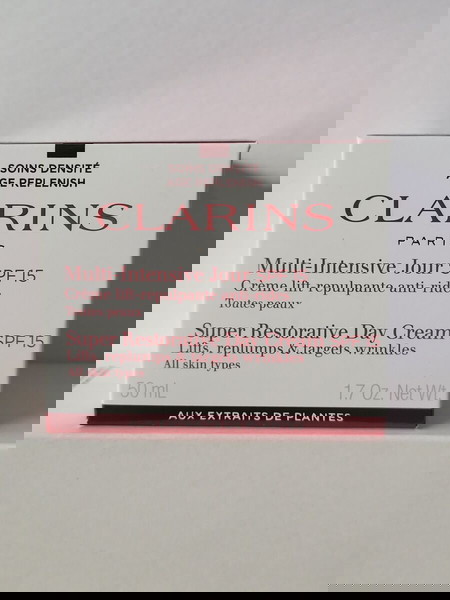 SOINS DENSITÉ
AGE-REPLENISH
CLARINS
PARIS
Multi-Intensive Jour SPF 15
Crème lift-repulpante anti-rides
Toutes peaux
Super Restorative Day Cream SPF 15
Lifts, replumps & targets wrinkles
All skin types
50 mL
1.7 Oz. Net Wt.
AUX EXTRAITS DE PLANTES